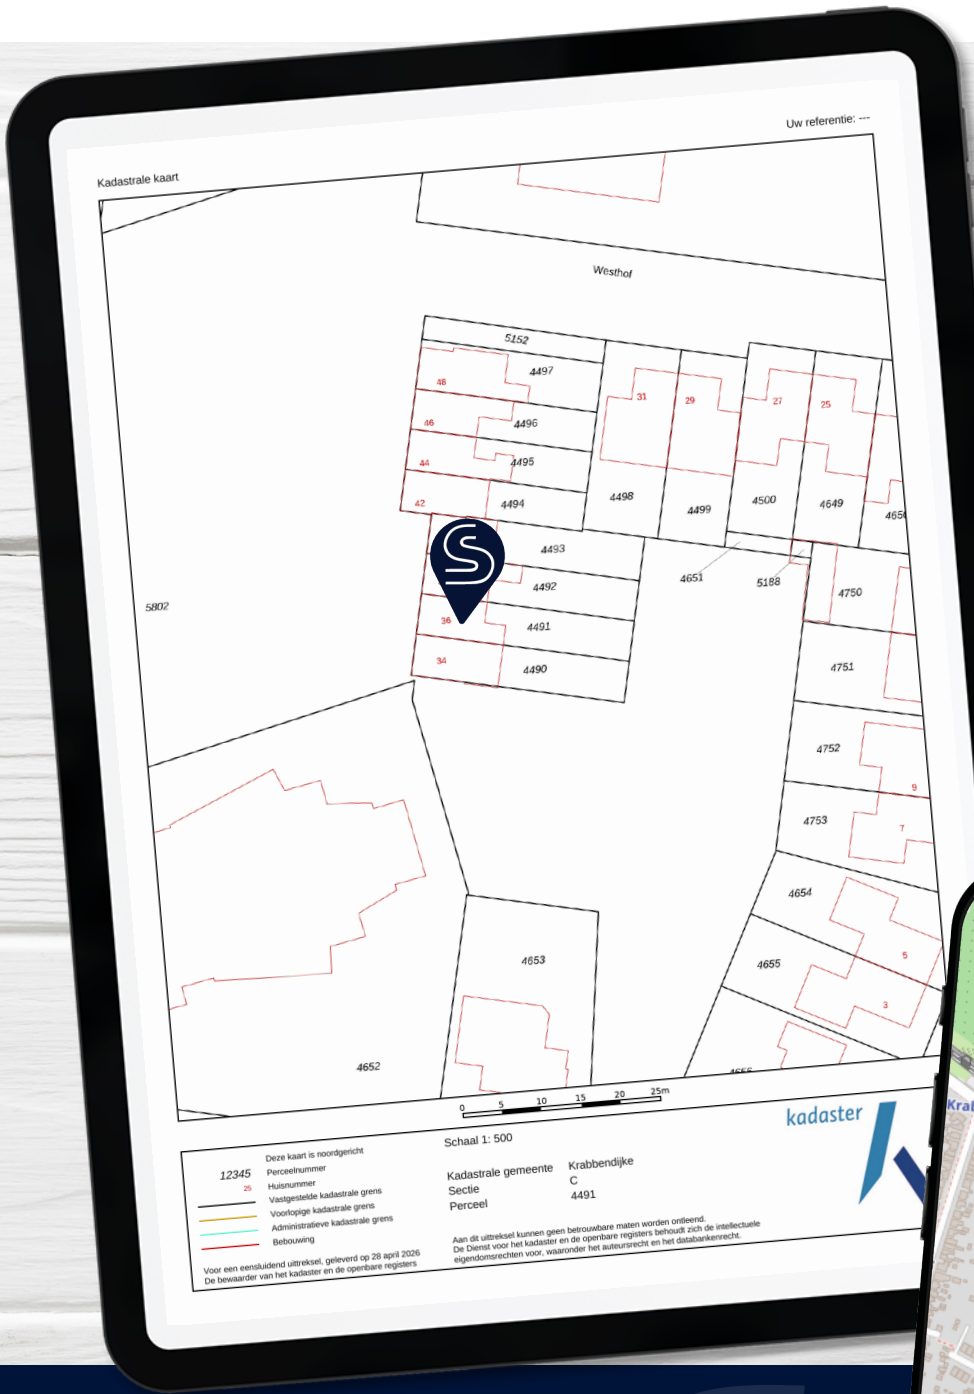 Uw referentie: ---
Kadastrale kaart
Westhof
5152
4497
48
31
29
27
25
46
4496
44
4495
42
4494
4498
4499
4500
4649
4493
4651
5188
4750
4492
5802
36
4491
34
4490
4751
4752
9
4753
7
4654
4655
5
3
4653
4652
0 5 10 15 20 25m
Schaal 1: 500
kadaster
Deze kaart is noordgericht
12345 Perceelnummer
25 Huisnummer
Vastgestelde kadastrale grens
Voorlopige kadastrale grens
Administratieve kadastrale grens
Bebouwing
Kadastrale gemeente Krabbendijke
Sectie C
Perceel 4491
Voor een eensluidend uittreksel, geleverd op 28 april 2026
De bewaarder van het kadaster en de openbare registers
Aan dit uittreksel kunnen geen betrouwbare maten worden ontleend.
De Dienst voor het kadaster en de openbare registers behoudt zich de intellectuele
eigendomsrechten voor, waaronder het auteursrecht en het databankenrecht.